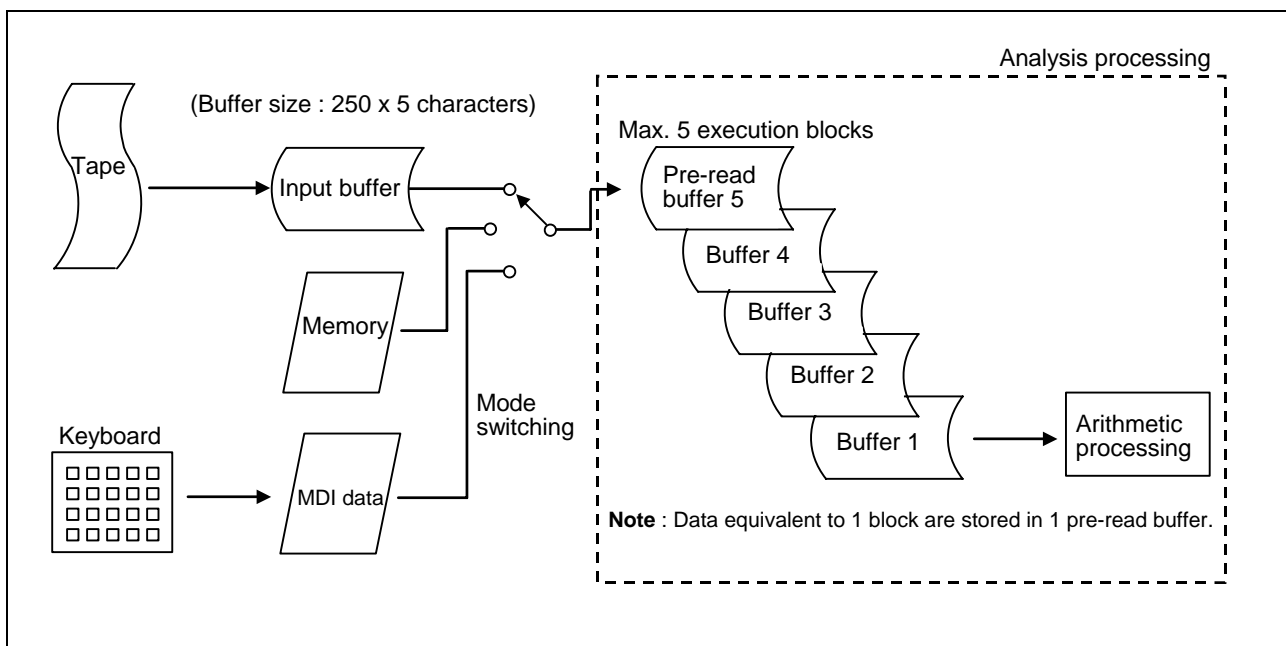 Analysis processing
(Buffer size : 250 x 5 characters)
Max. 5 execution blocks
Tape
Input buffer
Pre-read
buffer 5
Buffer 4
Buffer 3
Memory
Buffer 2
Mode
switching
Keyboard
Buffer 1
Arithmetic
processing
MDI data
Note : Data equivalent to 1 block are stored in 1 pre-read buffer.